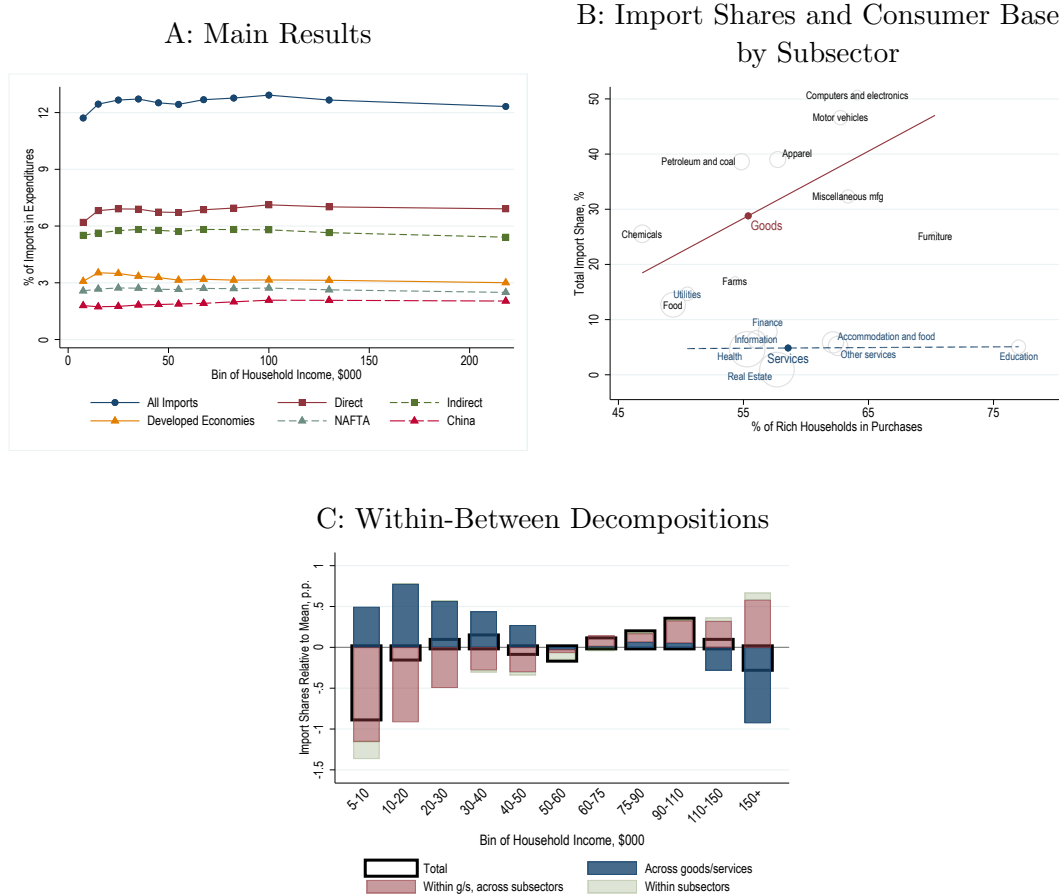 A: Main Results
% of Imports in Expenditures
12
9
6
3
0
0 50 100 150 200
Bin of Household Income, $000
All Imports Direct Indirect
Developed Economies NAFTA China
B: Import Shares and Consumer Base
by Subsector
Total Import Share, %
50
40
30
20
10
0
Computers and electronics
Motor vehicles
Petroleum and coal
Apparel
Miscellaneous mfg
Goods
Chemicals
Furniture
Farms
Utilities
Food
Finance
Information
Accommodation and food
Health
Services
Other services
Education
Real Estate
45 55 65 75
% of Rich Households in Purchases
C: Within-Between Decompositions
Import Shares Relative to Mean, p.p.
1
.5
0
-.5
-1
-1.5
5-10 10-20 20-30 30-40 40-50 50-60 60-75 75-90 90-110 110-150 150+
Bin of Household Income, $000
Total Across goods/services
Within g/s, across subsectors Within subsectors